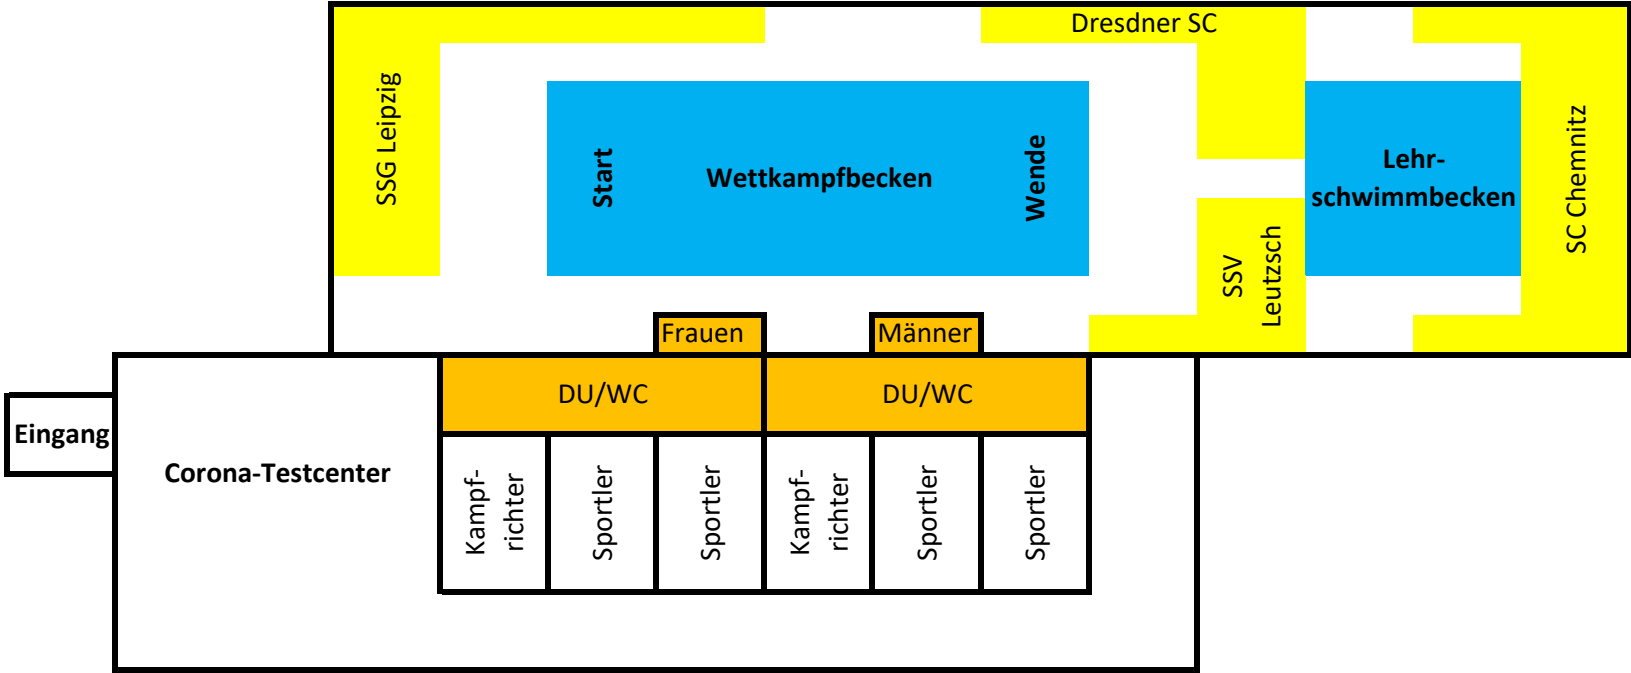 Dresdner SC
SSG Leipzig
Start
Wettkampfbecken
Wende
Lehr-
schwimmbecken
SC Chemnitz
SSV
Leutzsch
Frauen
Männer
DU/WC
DU/WC
Eingang
Corona-Testcenter
Kampf-
richter
Sportler
Sportler
Kampf-
richter
Sportler
Sportler